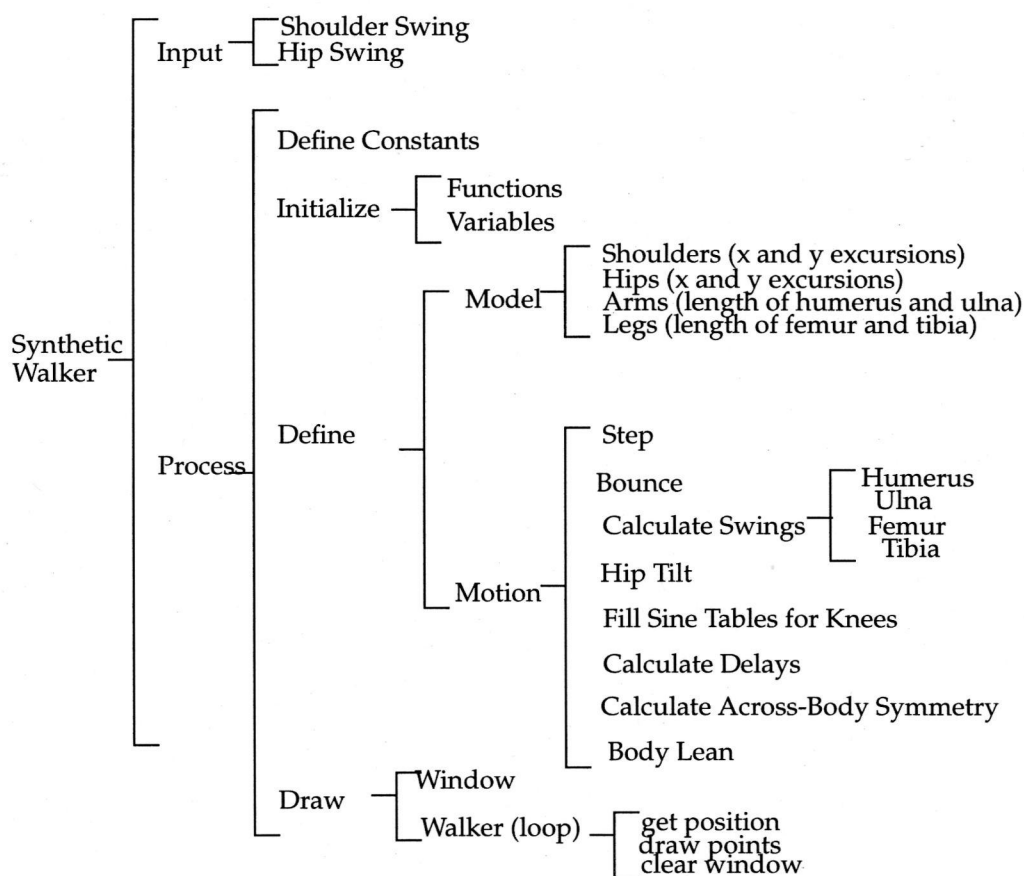 Shoulder Swing
Input
Hip Swing
Define Constants
Functions
Initialize
Variables
Shoulders (x and y excursions)
Hips (x and y excursions)
Model
Arms (length of humerus and ulna)
Legs (length of femur and tibia)
Synthetic
Walker
Define
Step
Process
Bounce
Humerus
Ulna
Calculate Swings
Femur
Tibia
Hip Tilt
Motion
Fill Sine Tables for Knees
Calculate Delays
Calculate Across-Body Symmetry
Body Lean
Window
Draw
Walker (loop)
get position
draw points
clear window